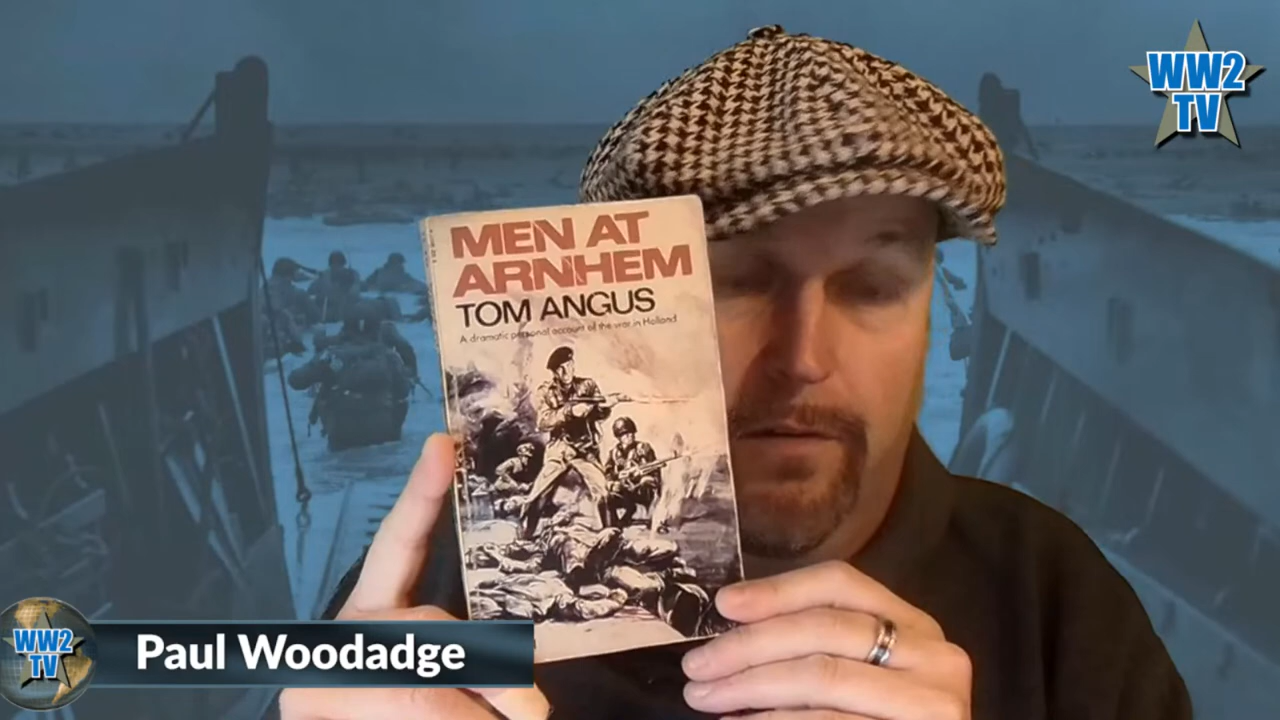 WW2
TV
MEN AT
ARNHEM
TOM ANGUS
A dramatic personal account of the war in Holland
WW2
TV
Paul Woodadge